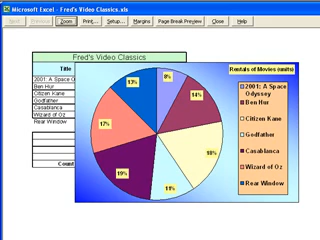 Microsoft Excel - Fred's Video Classics.xls
Next Previous Zoom Print... Setup... Margins Page Break Preview Close Help
Fred's Video Classics
Title
2001: A Space O
Ben Hur
Citizen Kane
Godfather
Casablanca
Wizard of Oz
Rear Window
Count
Rentals of Movies (units)
8%
14%
18%
11%
19%
17%
13%
2001: A Space
Odyssey
Ben Hur
Citizen Kane
Godfather
Casablanca
Wizard of Oz
Rear Window